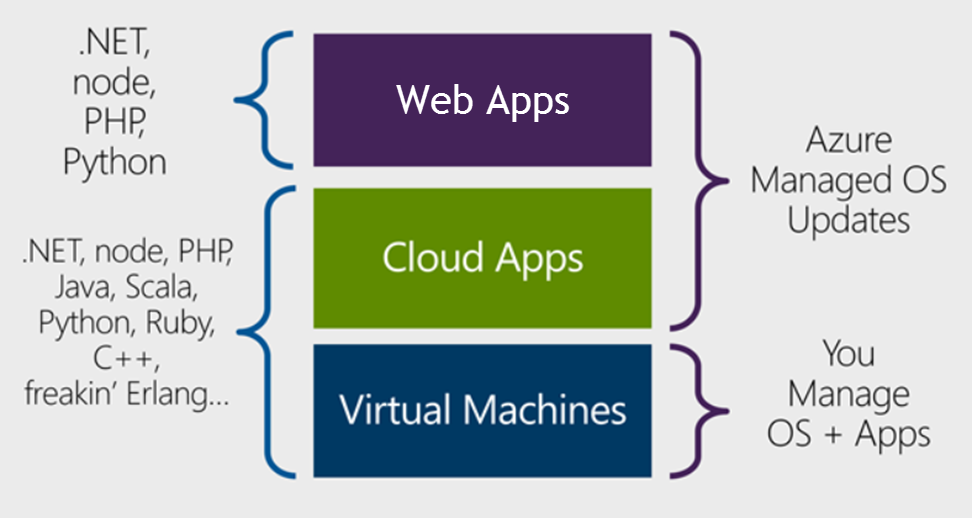 .NET,
node,
PHP,
Python
.NET, node, PHP,
Java, Scala,
Python, Ruby,
C++,
freakin’ Erlang...
Web Apps
Cloud Apps
Virtual Machines
Azure
Managed OS
Updates
You
Manage
OS + Apps